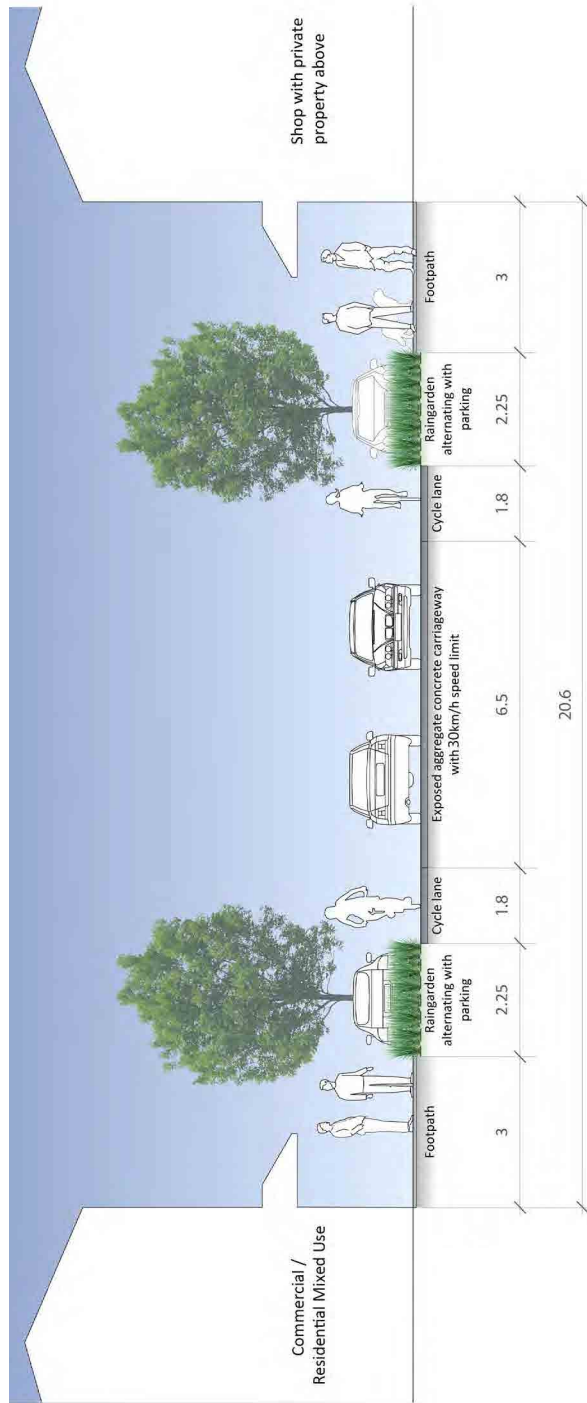 Commercial /
Residential Mixed Use
Shop with private
property above
Footpath
Raingarden
alternating with
parking
Cycle lane
Exposed aggregate concrete carriageway
with 30km/h speed limit
Cycle lane
Raingarden
alternating with
parking
Footpath
3
2.25
1.8
6.5
1.8
2.25
3
20.6